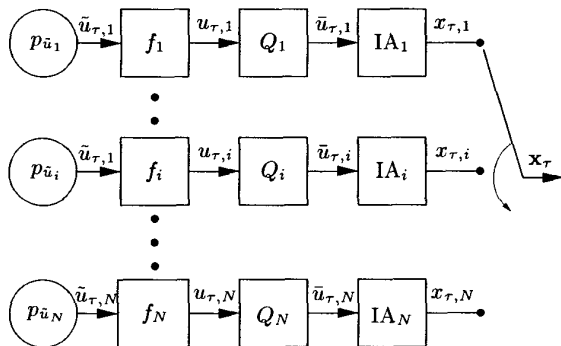 p_{ũ_1} ũ_{τ,1} f_1 u_{τ,1} Q_1 ū_{τ,1} IA_1 x_{τ,1}
p_{ũ_i} ũ_{τ,1} f_i u_{τ,i} Q_i ū_{τ,i} IA_i x_{τ,i} 𝐱_τ
p_{ũ_N} ũ_{τ,N} f_N u_{τ,N} Q_N ū_{τ,N} IA_N x_{τ,N}